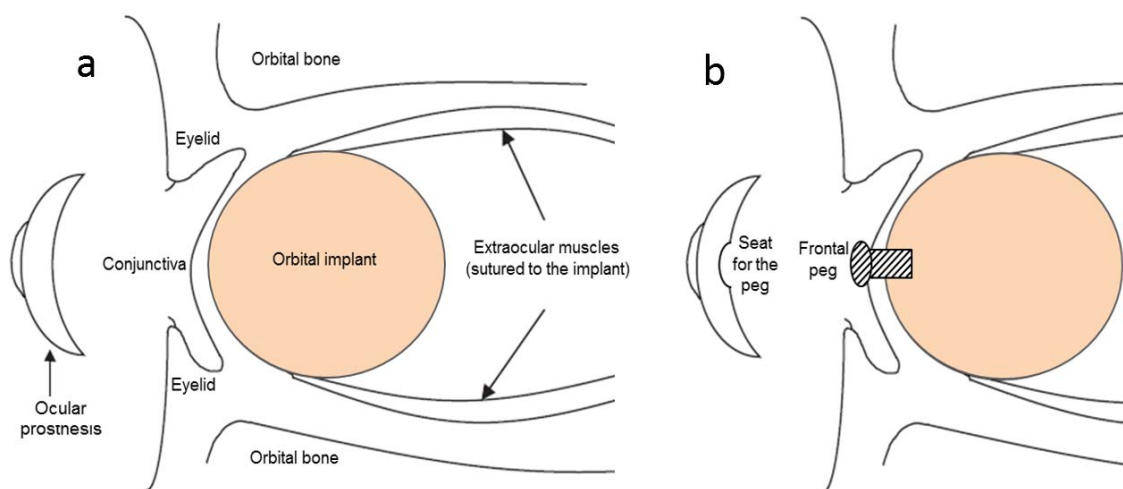 a
Orbital bone
Eyelid
Conjunctiva
Orbital implant
Extraocular muscles
(sutured to the implant)
Eyelid
Ocular
prostnesis
Orbital bone
b
Seat
for the
peg
Frontal
peg